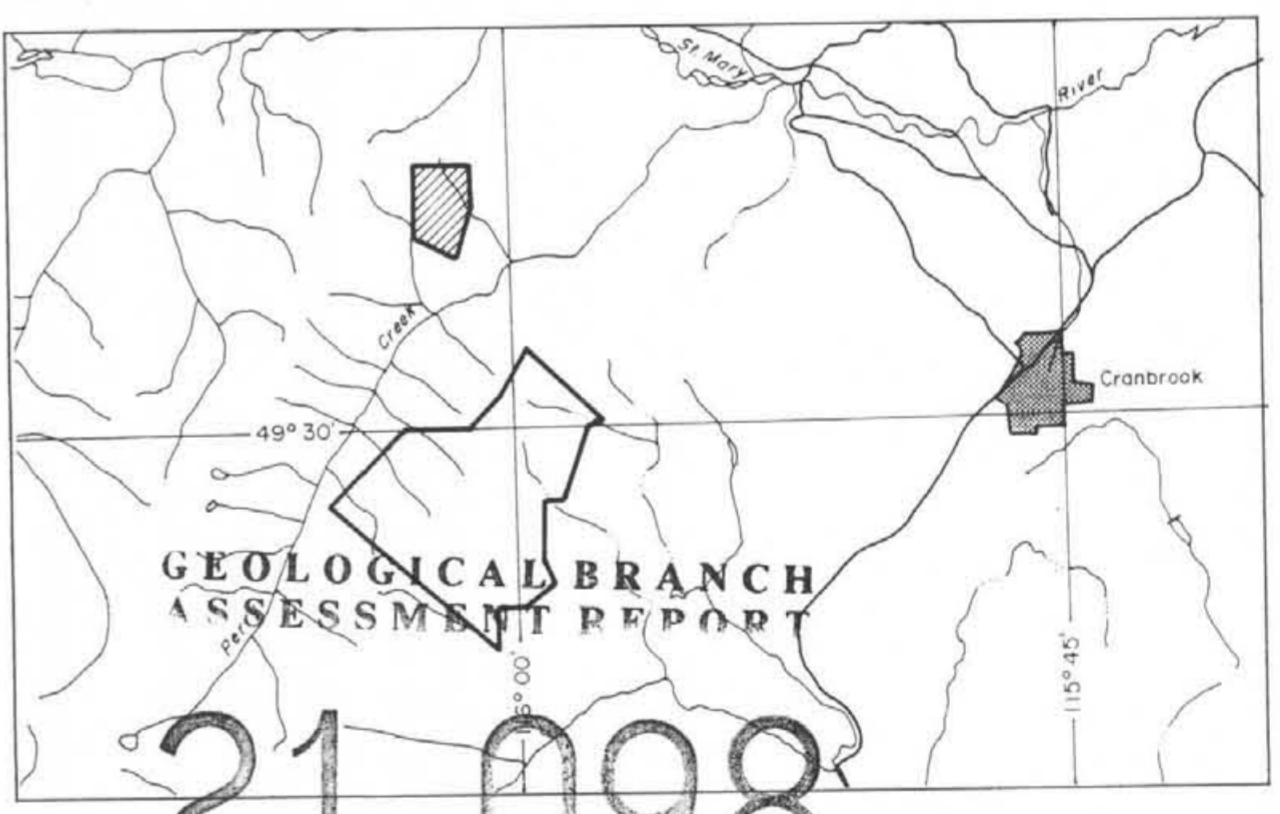 St. Mary
River
Creek
Cranbrook
49° 30'
GEOLOGICAL BRANCH
ASSESSMENT REPORT
115° 45'
21 098